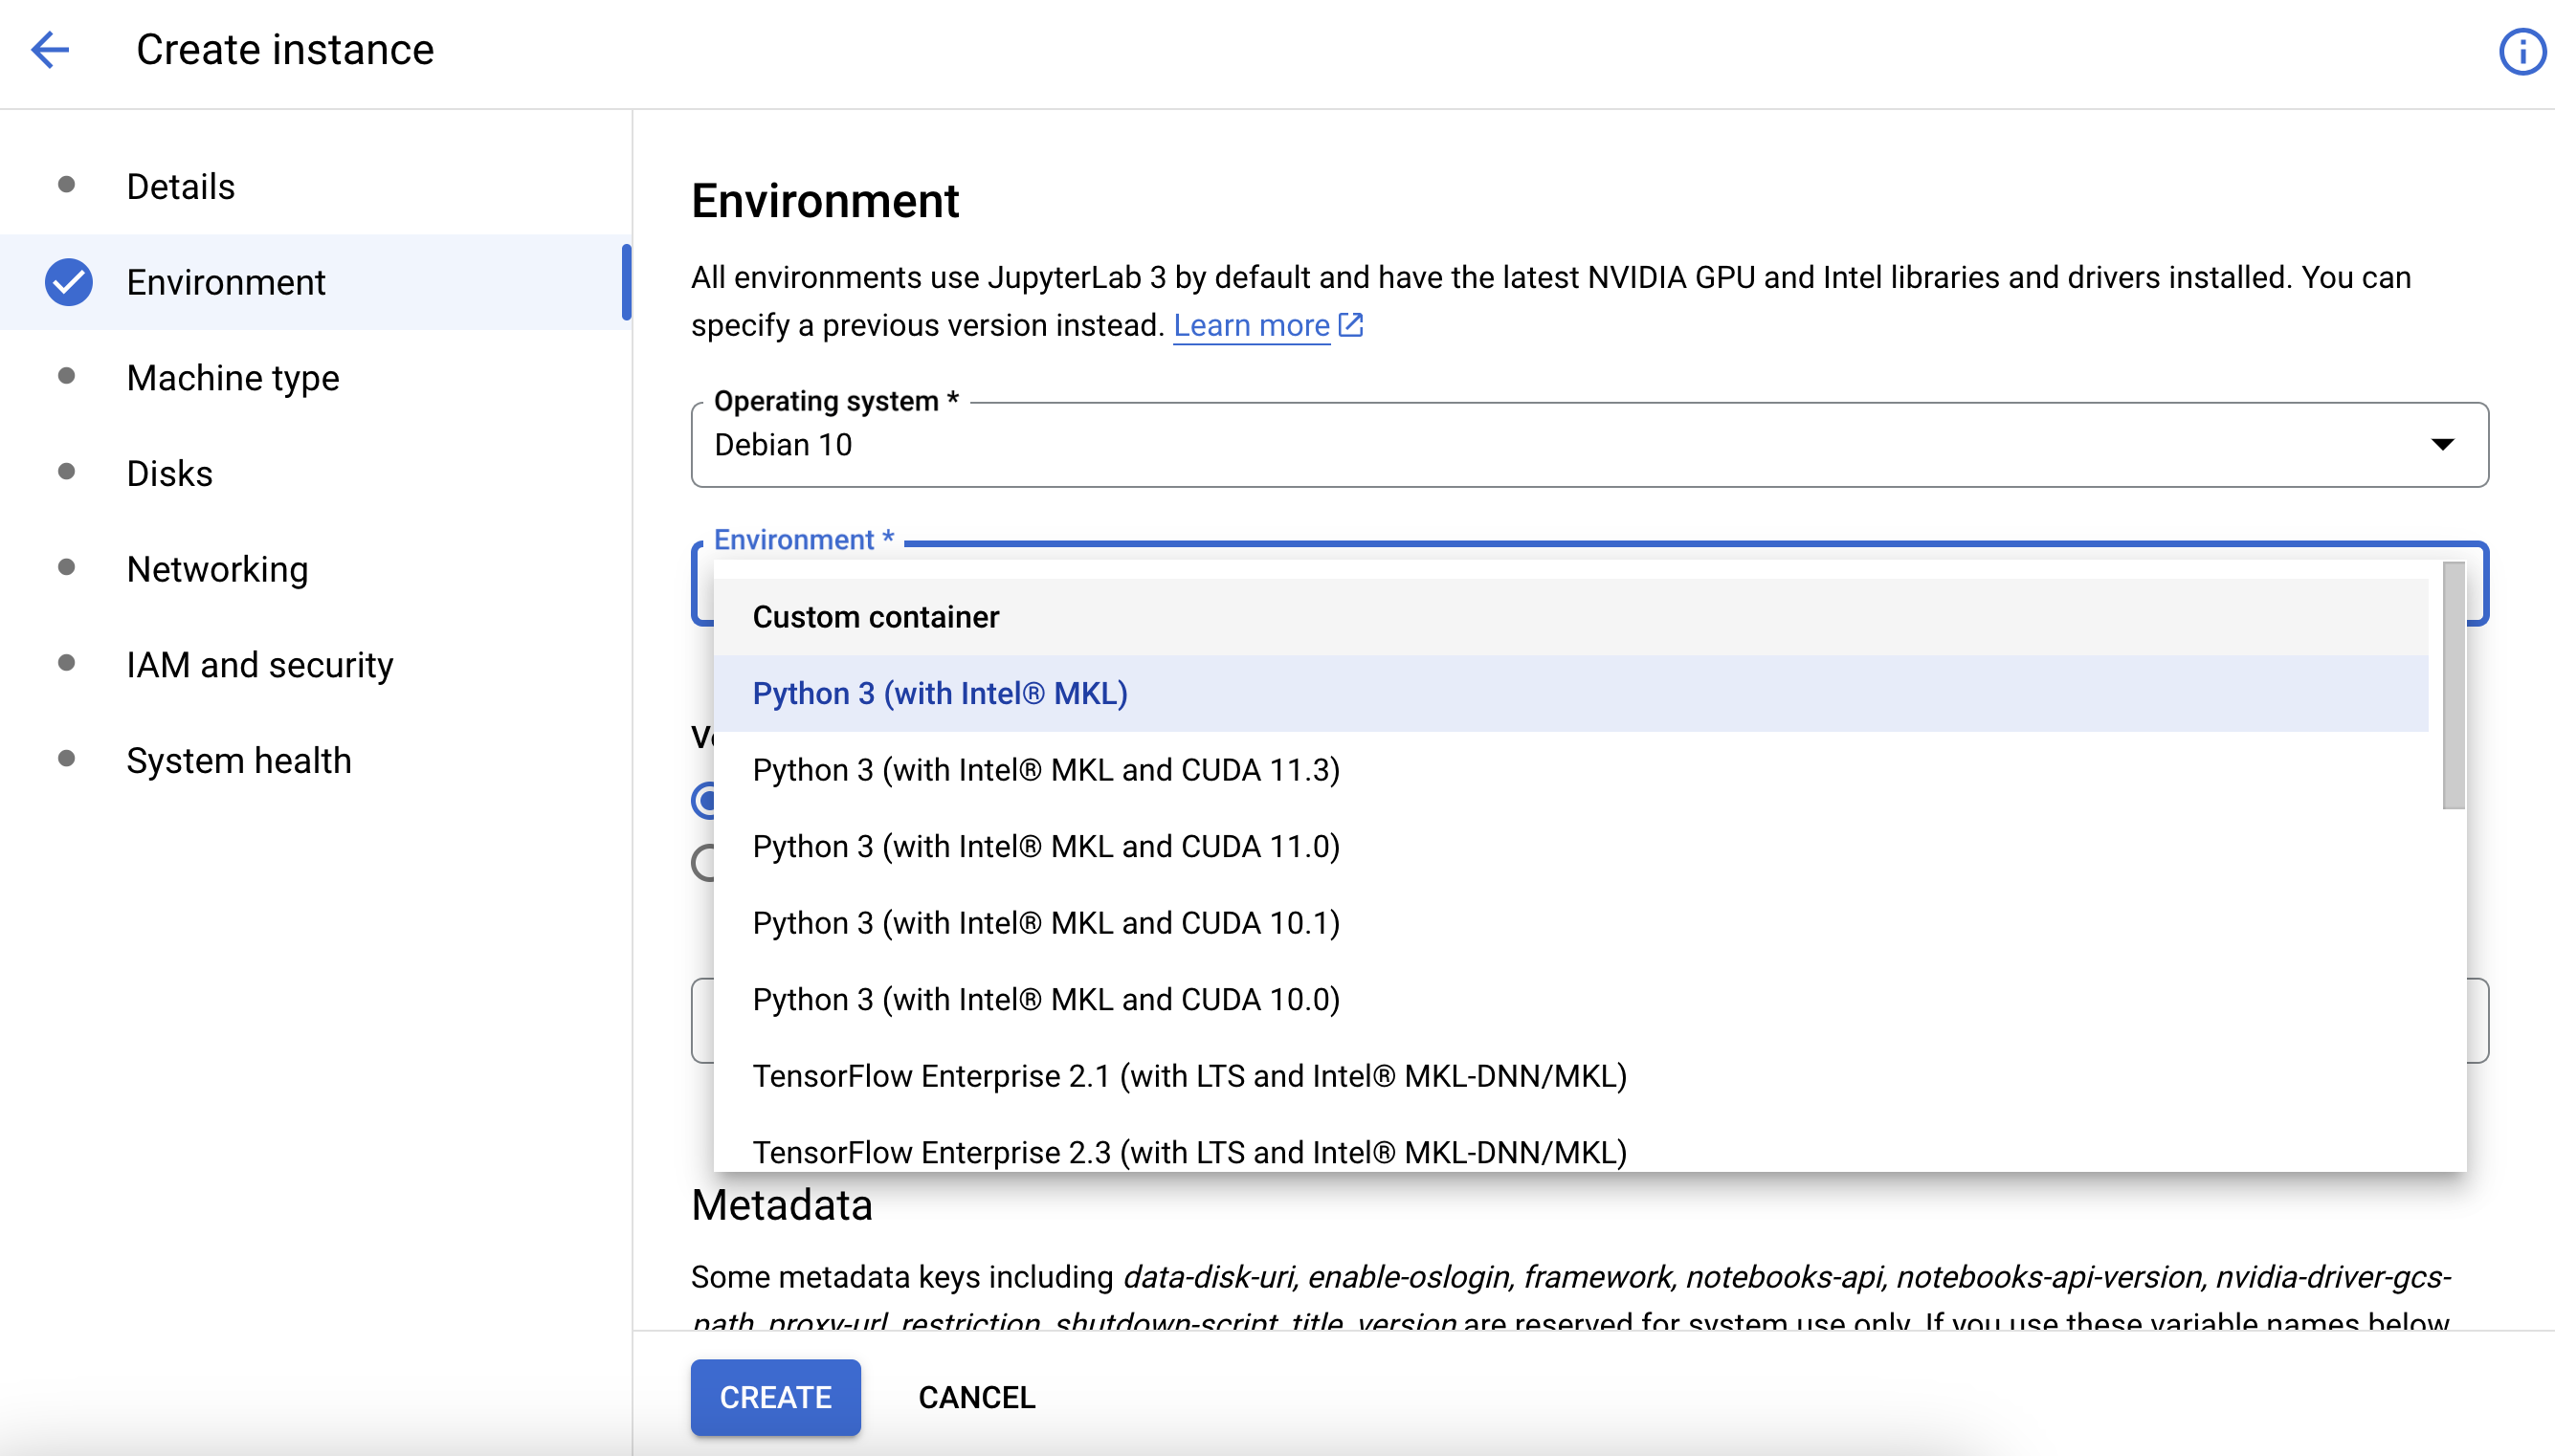 Create instance
Details
Environment
Machine type
Disks
Networking
IAM and security
System health
Environment
All environments use JupyterLab 3 by default and have the latest NVIDIA GPU and Intel libraries and drivers installed. You can
specify a previous version instead. Learn more
Operating system *
Debian 10
Environment *
Custom container
Python 3 (with Intel® MKL)
Python 3 (with Intel® MKL and CUDA 11.3)
Python 3 (with Intel® MKL and CUDA 11.0)
Python 3 (with Intel® MKL and CUDA 10.1)
Python 3 (with Intel® MKL and CUDA 10.0)
TensorFlow Enterprise 2.1 (with LTS and Intel® MKL-DNN/MKL)
TensorFlow Enterprise 2.3 (with LTS and Intel® MKL-DNN/MKL)
Metadata
Some metadata keys including data-disk-uri, enable-oslogin, framework, notebooks-api, notebooks-api-version, nvidia-driver-gcs-
path, proxy-url, restriction, shutdown-script, title, version are reserved for system use only. If you use these variable names below,
CREATE
CANCEL